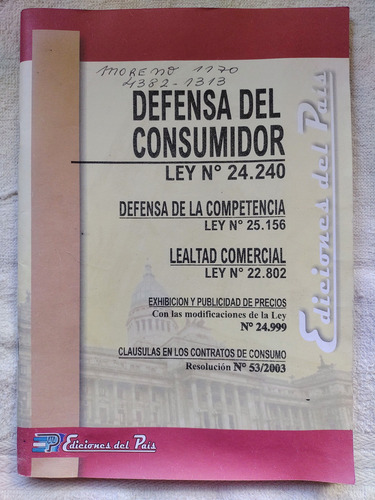 MORENO 1170
4382-1313
DEFENSA DEL
CONSUMIDOR
LEY N° 24.240
DEFENSA DE LA COMPETENCIA
LEY N° 25.156
LEALTAD COMERCIAL
LEY N° 22.802
EXHIBICION Y PUBLICIDAD DE PRECIOS
Con las modificaciones de la Ley
N° 24.999
CLAUSULAS EN LOS CONTRATOS DE CONSUMO
Resolución N° 53/2003
Ediciones del País
EP Ediciones del País